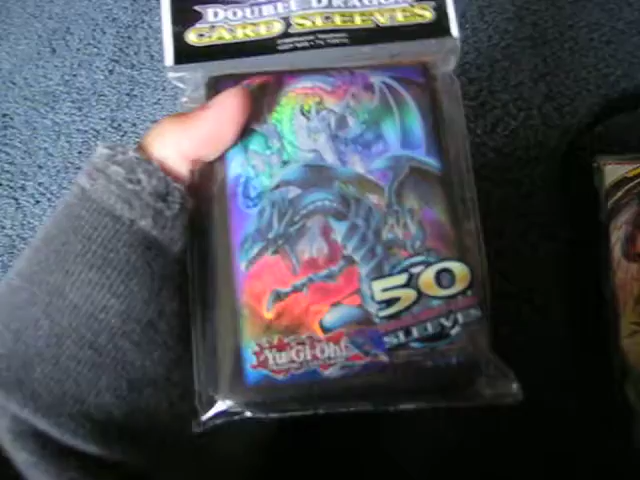 DOUBLE DRAGON
CARD SLEEVES
50
SLEEVES
Yu-Gi-Oh!